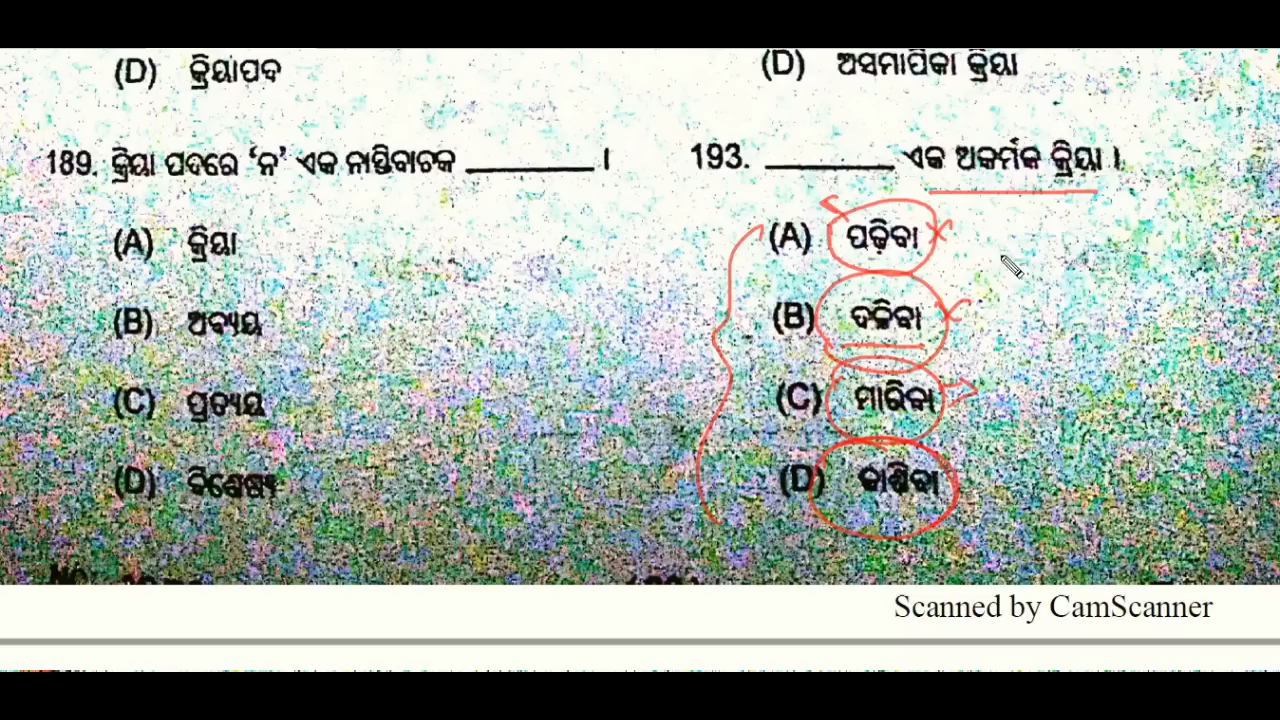 (D) କ୍ରିୟାପଦ
189. କ୍ରିୟା ପଦରେ 'ନ' ଏକ ନାସ୍ତିବାଚକ ________ ।
(A) କ୍ରିୟା
(B) ଅବ୍ୟୟ
(C) ପ୍ରତ୍ୟୟ
(D) ବିଶେଷ୍ୟ
(D) ଅସମାପିକା କ୍ରିୟା
193. ________ ଏକ ଅକର୍ମକ କ୍ରିୟା ।
(A) ପଢ଼ିବା
(B) ଦଳିବା
(C) ମାରିବା
(D) କାଶିବା
Scanned by CamScanner